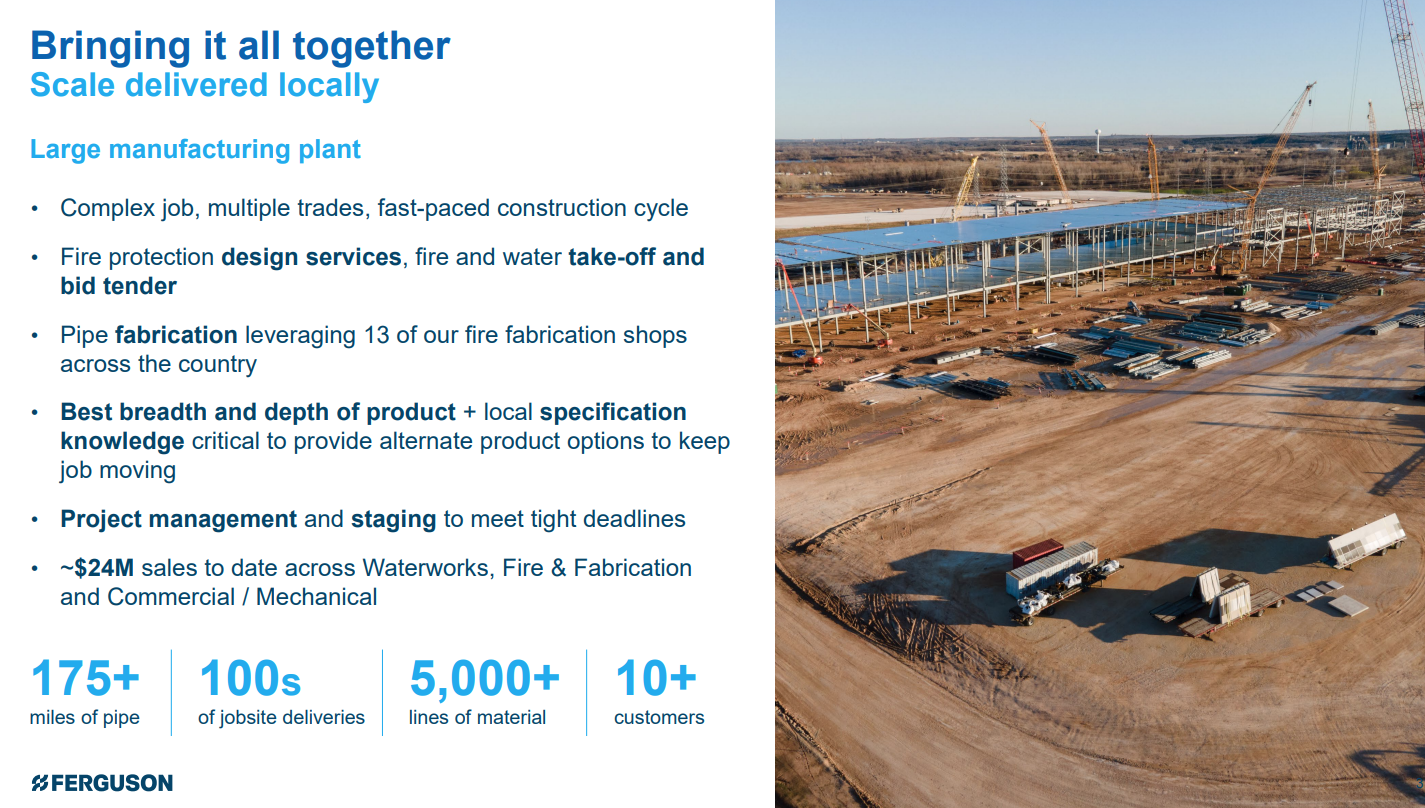 Bringing it all together
Scale delivered locally
Large manufacturing plant
• Complex job, multiple trades, fast-paced construction cycle
• Fire protection design services, fire and water take-off and
bid tender
• Pipe fabrication leveraging 13 of our fire fabrication shops
across the country
• Best breadth and depth of product + local specification
knowledge critical to provide alternate product options to keep
job moving
• Project management and staging to meet tight deadlines
• ~$24M sales to date across Waterworks, Fire & Fabrication
and Commercial / Mechanical
175+
miles of pipe
100s
of jobsite deliveries
5,000+
lines of material
10+
customers
FERGUSON